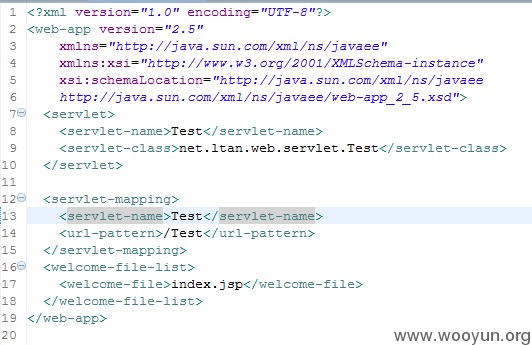 1 <?xml version="1.0" encoding="UTF-8"?>
2 <web-app version="2.5"
3 xmlns="http://java.sun.com/xml/ns/javaee"
4 xmlns:xsi="http://www.w3.org/2001/XMLSchema-instance"
5 xsi:schemaLocation="http://java.sun.com/xml/ns/javaee
6 http://java.sun.com/xml/ns/javaee/web-app_2_5.xsd">
7 <servlet>
8 <servlet-name>Test</servlet-name>
9 <servlet-class>net.ltan.web.servlet.Test</servlet-class>
10 </servlet>
11
12 <servlet-mapping>
13 <servlet-name>Test</servlet-name>
14 <url-pattern>/Test</url-pattern>
15 </servlet-mapping>
16 <welcome-file-list>
17 <welcome-file>index.jsp</welcome-file>
18 </welcome-file-list>
19 </web-app>
20
www.wooyun.org